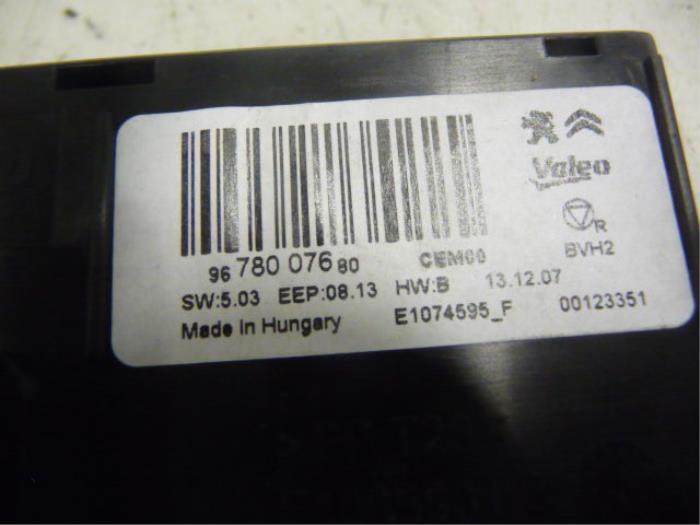 Valeo
R
BVH2
96 780 076 80
CEM00
SW:5.03 EEP:08.13 HW:B 13.12.07
Made in Hungary
E1074595_F
00123351